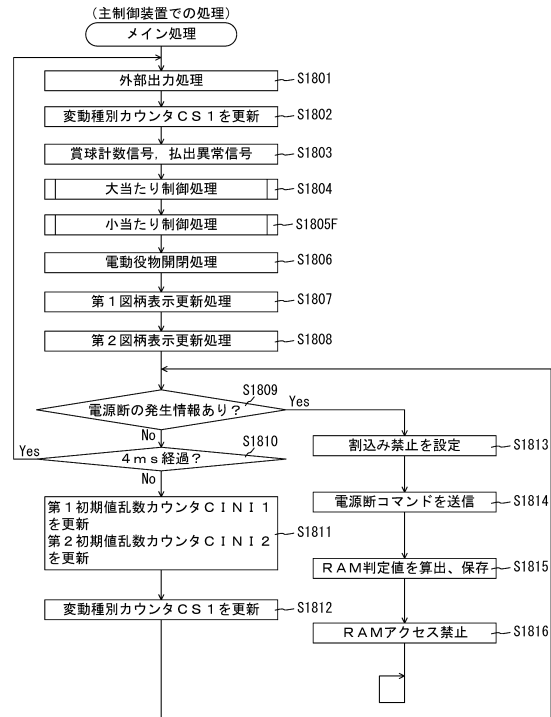 (主制御装置での処理)
メイン処理
外部出力処理
S1801
変動種別カウンタCS1を更新
S1802
賞球計数信号，払出異常信号
S1803
大当たり制御処理
S1804
小当たり制御処理
S1805F
電動役物開閉処理
S1806
第1図柄表示更新処理
S1807
第2図柄表示更新処理
S1808
電源断の発生情報あり？
S1809
Yes
No
4ms経過？
S1810
Yes
No
第1初期値乱数カウンタCINI1
を更新
第2初期値乱数カウンタCINI2
を更新
S1811
変動種別カウンタCS1を更新
S1812
割込み禁止を設定
S1813
電源断コマンドを送信
S1814
RAM判定値を算出、保存
S1815
RAMアクセス禁止
S1816